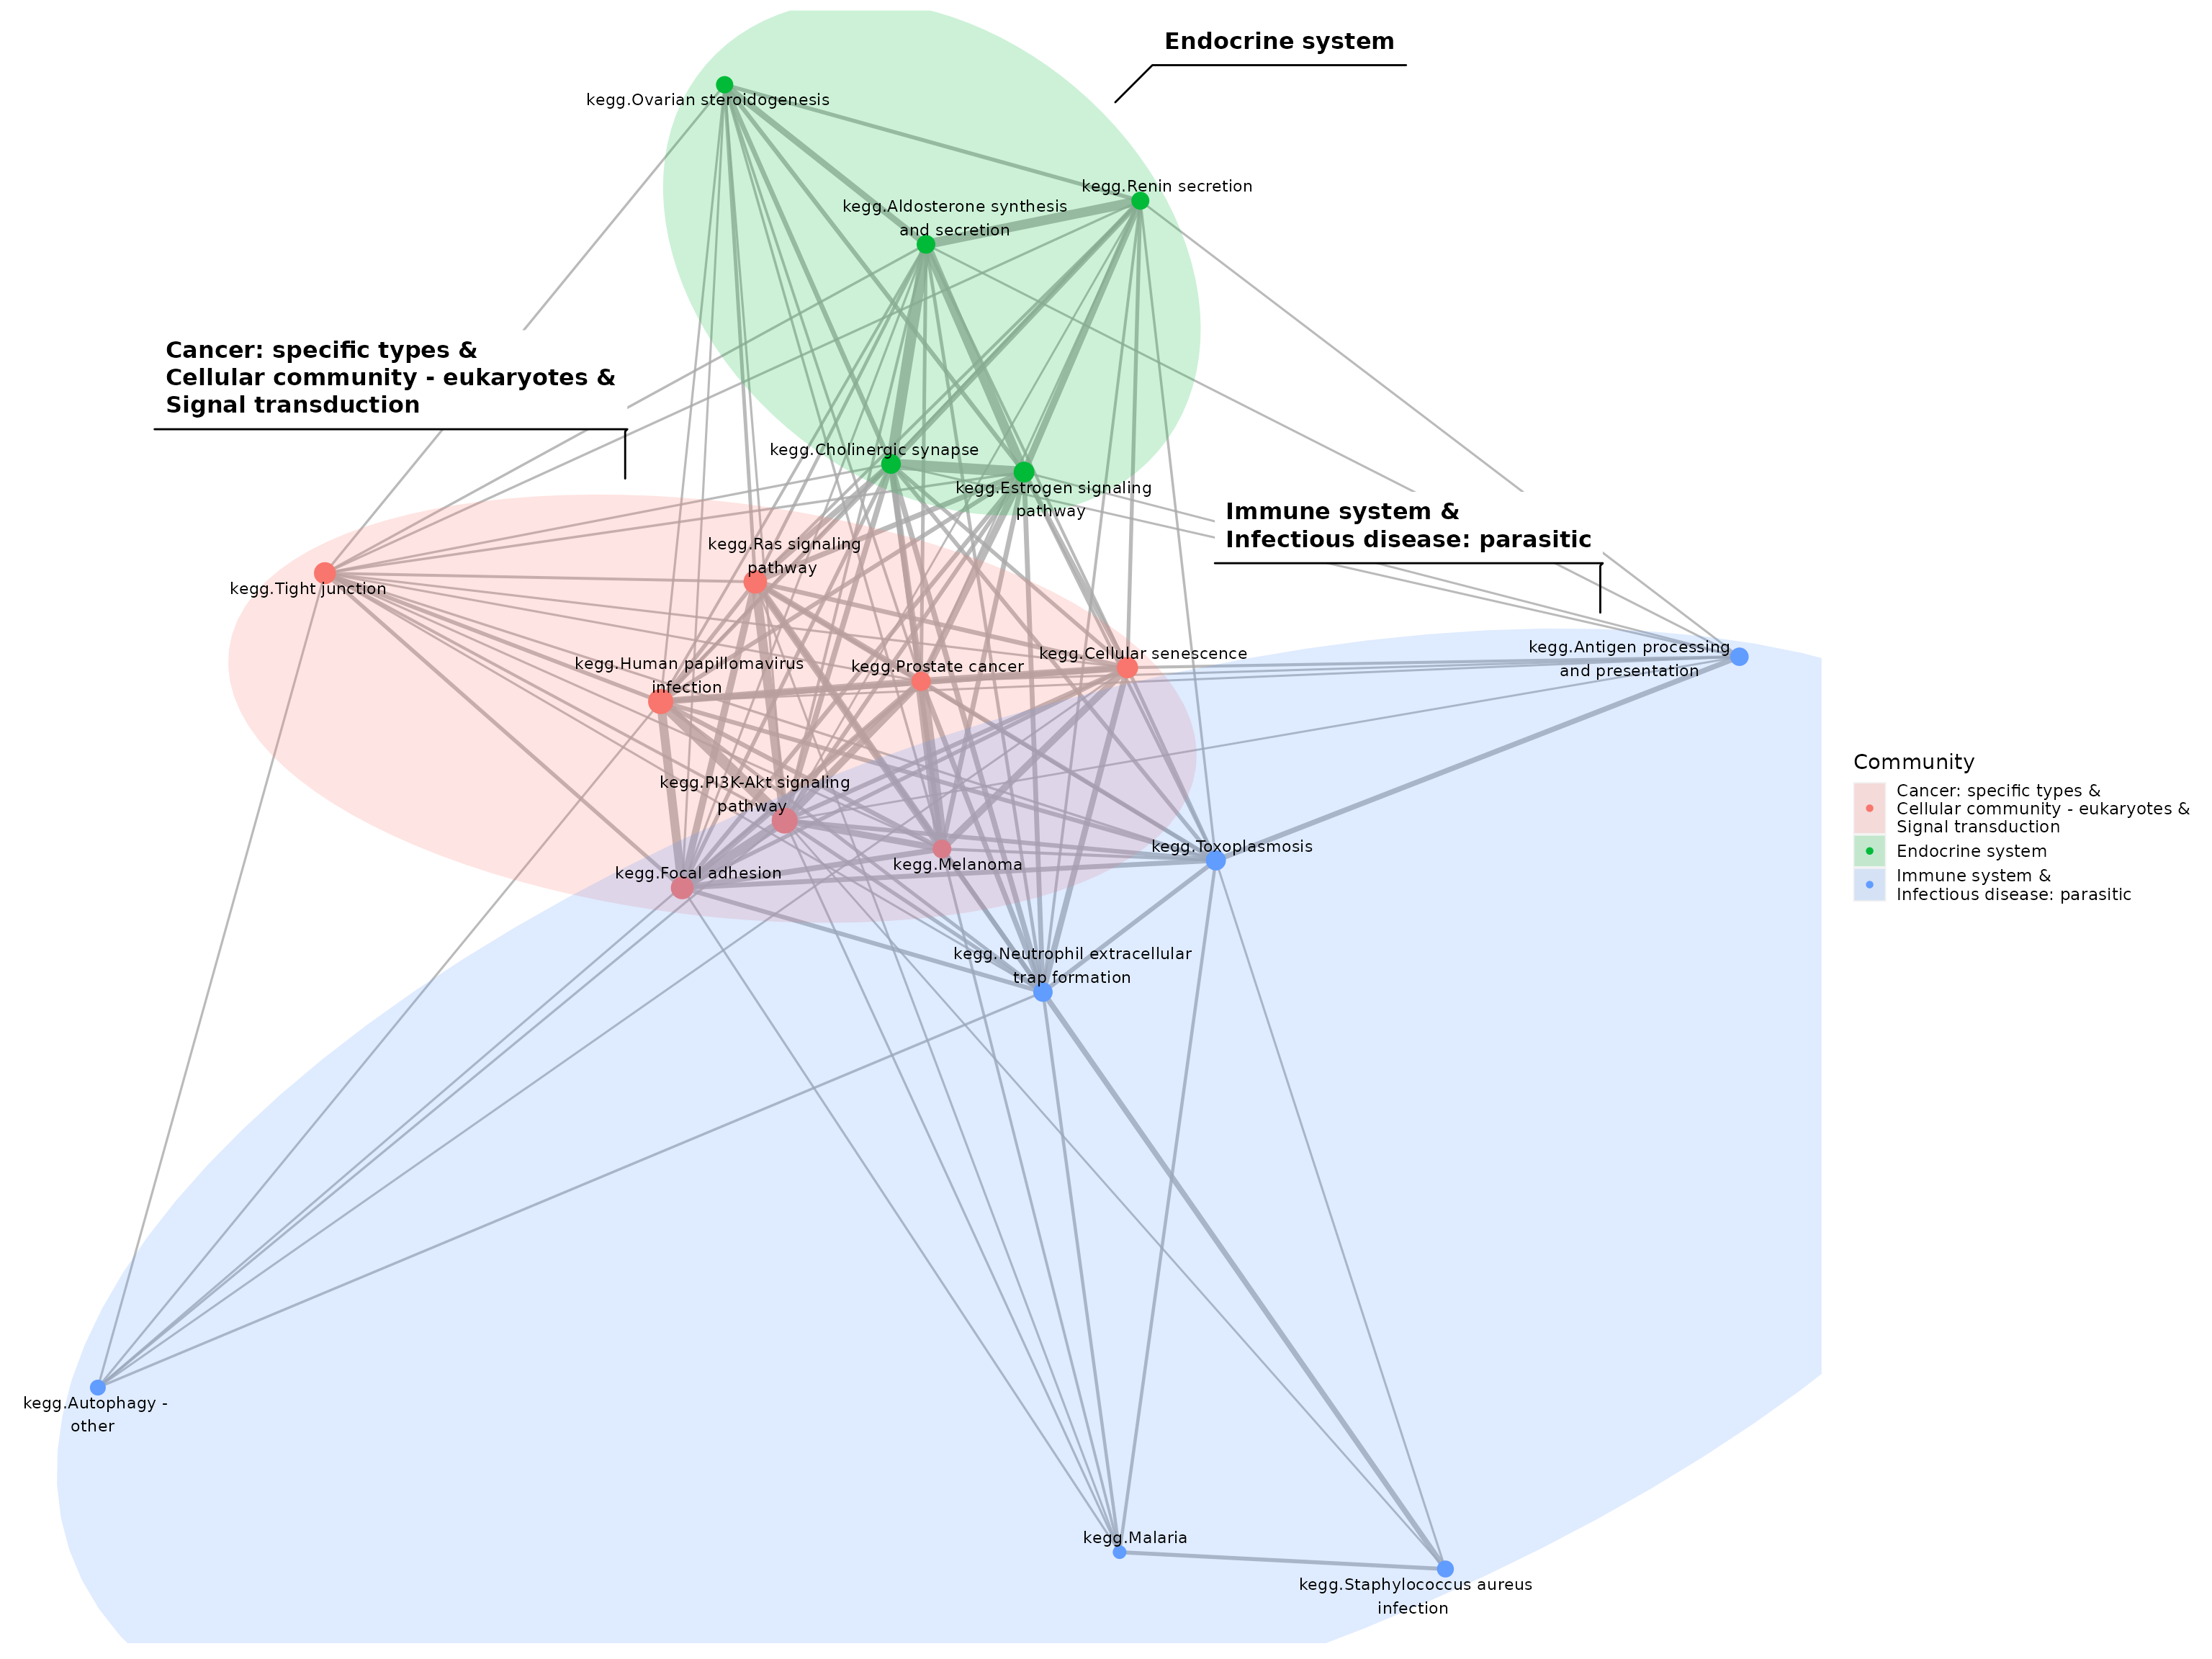 Endocrine system
kegg.Ovarian steroidogenesis
kegg.Renin secretion
kegg.Aldosterone synthesis
and secretion
Cancer: specific types &
Cellular community - eukaryotes &
Signal transduction
kegg.Cholinergic synapse
kegg.Estrogen signaling
pathway
Immune system &
Infectious disease: parasitic
kegg.Ras signaling
pathway
kegg.Tight junction
kegg.Human papillomavirus
infection
kegg.Prostate cancer
kegg.Cellular senescence
kegg.Antigen processing
and presentation
kegg.PI3K-Akt signaling
pathway
kegg.Focal adhesion
kegg.Melanoma
kegg.Toxoplasmosis
kegg.Neutrophil extracellular
trap formation
kegg.Autophagy -
other
kegg.Malaria
kegg.Staphylococcus aureus
infection
Community
Cancer: specific types &
Cellular community - eukaryotes &
Signal transduction
Endocrine system
Immune system &
Infectious disease: parasitic